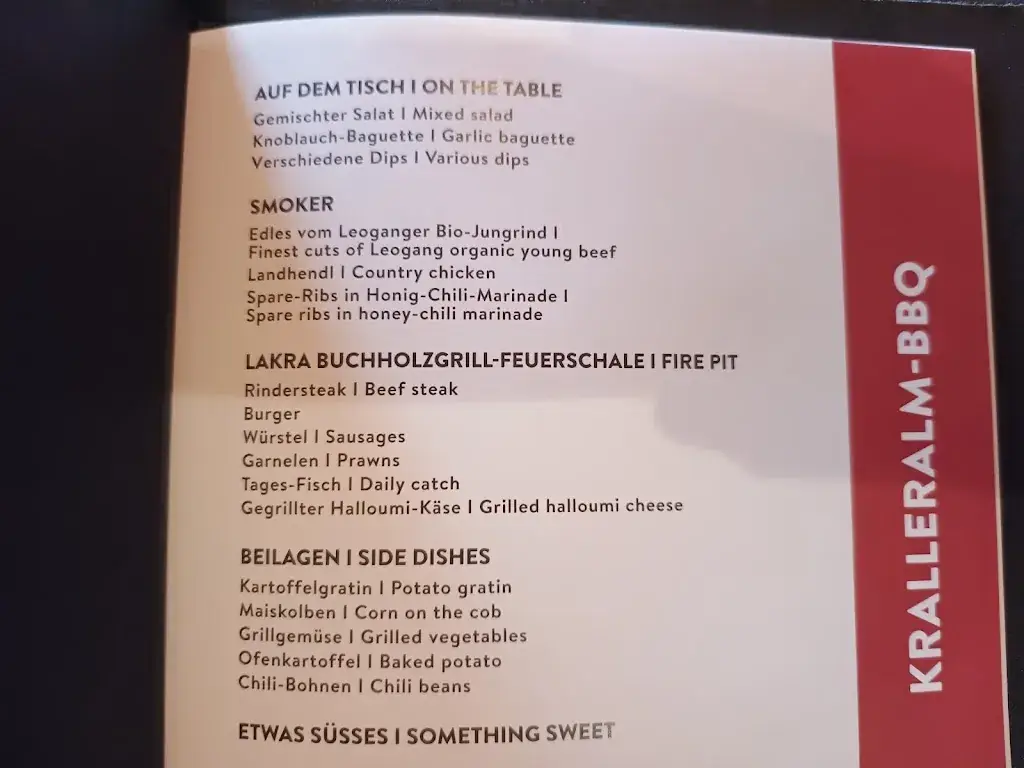 AUF DEM TISCH I ON THE TABLE
Gemischter Salat I Mixed salad
Knoblauch-Baguette I Garlic baguette
Verschiedene Dips I Various dips
SMOKER
Edles vom Leoganger Bio-Jungrind I
Finest cuts of Leogang organic young beef
Landhendl I Country chicken
Spare-Ribs in Honig-Chili-Marinade I
Spare ribs in honey-chili marinade
LAKRA BUCHHOLZGRILL-FEUERSCHALE I FIRE PIT
Rindersteak I Beef steak
Burger
Würstel I Sausages
Garnelen I Prawns
Tages-Fisch I Daily catch
Gegrillter Halloumi-Käse I Grilled halloumi cheese
BEILAGEN I SIDE DISHES
Kartoffelgratin I Potato gratin
Maiskolben I Corn on the cob
Grillgemüse I Grilled vegetables
Ofenkartoffel I Baked potato
Chili-Bohnen I Chili beans
ETWAS SÜSSES I SOMETHING SWEET
KRALLERALM-BBQ